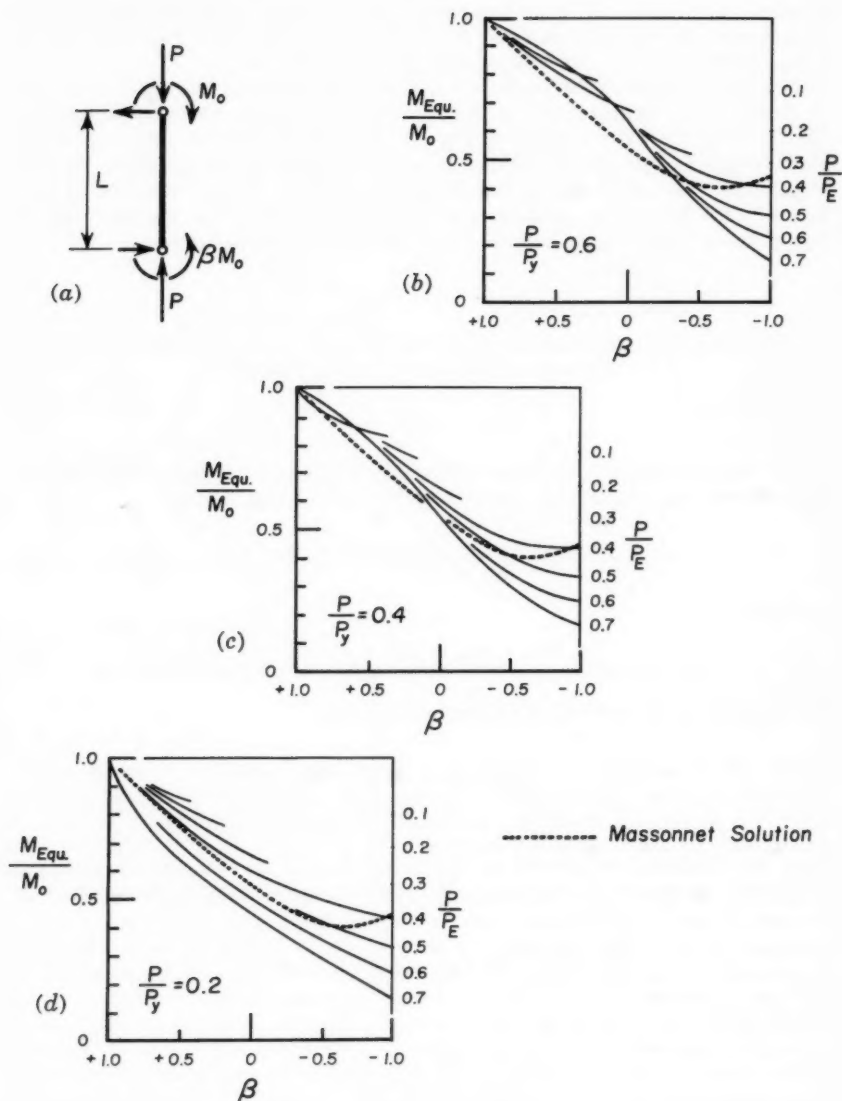 P
M₀
L
βM₀
P
(a)
1.0
M_Equ.
M₀
0.5
0
P
P_y = 0.6
(b)
+1.0 +0.5 0 -0.5 -1.0
β
0.1
0.2
0.3
0.4
0.5
0.6
0.7
P
P_E
1.0
M_Equ.
M₀
0.5
0
P
P_y = 0.4
(c)
+1.0 +0.5 0 -0.5 -1.0
β
0.1
0.2
0.3
0.4
0.5
0.6
0.7
P
P_E
1.0
M_Equ.
M₀
0.5
0
P
P_y = 0.2
(d)
+1.0 +0.5 0 -0.5 -1.0
β
0.1
0.2
0.3
0.4
0.5
0.6
0.7
P
P_E
Massonnet Solution